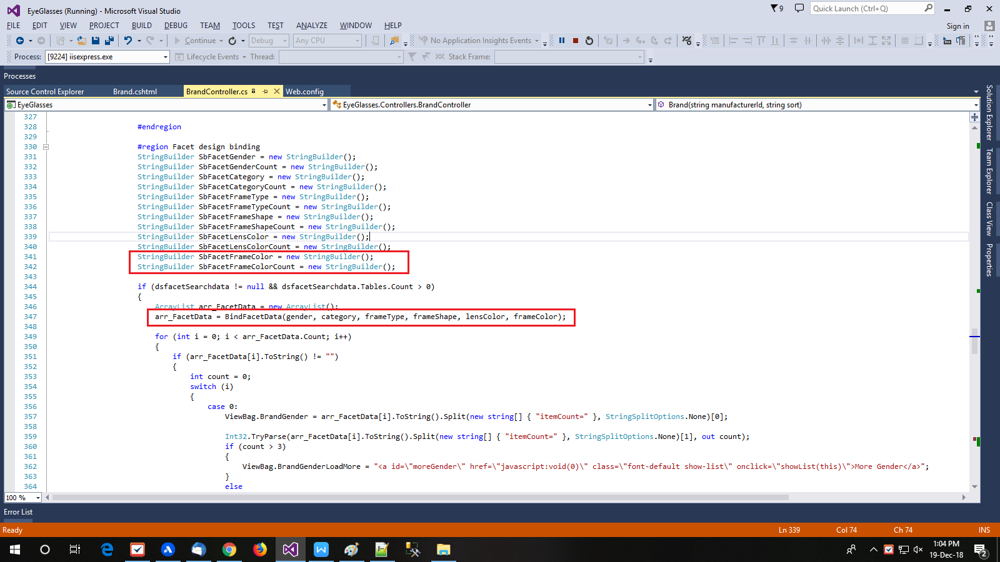 EyeGlasses (Running) - Microsoft Visual Studio
9
Quick Launch (Ctrl+Q)
FILE EDIT VIEW PROJECT BUILD DEBUG TEAM TOOLS TEST ANALYZE WINDOW HELP
Sign in
Continue Debug Any CPU No Application Insights Events
Process: [9224] iisexpress.exe Lifecycle Events Thread: Stack Frame:
Processes
Source Control Explorer Brand.cshtml BrandController.cs Web.config
EyeGlasses EyeGlasses.Controllers.BrandController Brand(string manufacturerId, string sort)
327
328 #endregion
329
330 #region Facet design binding
331 StringBuilder SbFacetGender = new StringBuilder();
332 StringBuilder SbFacetGenderCount = new StringBuilder();
333 StringBuilder SbFacetCategory = new StringBuilder();
334 StringBuilder SbFacetCategoryCount = new StringBuilder();
335 StringBuilder SbFacetFrameType = new StringBuilder();
336 StringBuilder SbFacetFrameTypeCount = new StringBuilder();
337 StringBuilder SbFacetFrameShape = new StringBuilder();
338 StringBuilder SbFacetFrameShapeCount = new StringBuilder();
339 StringBuilder SbFacetLensColor = new StringBuilder();
340 StringBuilder SbFacetLensColorCount = new StringBuilder();
341 StringBuilder SbFacetFrameColor = new StringBuilder();
342 StringBuilder SbFacetFrameColorCount = new StringBuilder();
343
344 if (dsfacetSearchdata != null && dsfacetSearchdata.Tables.Count > 0)
345 {
346 ArrayList arr_FacetData = new ArrayList();
347 arr_FacetData = BindFacetData(gender, category, frameType, frameShape, lensColor, frameColor);
348
349 for (int i = 0; i < arr_FacetData.Count; i++)
350 {
351 if (arr_FacetData[i].ToString() != "")
352 {
353 int count = 0;
354 switch (i)
355 {
356 case 0:
357 ViewBag.BrandGender = arr_FacetData[i].ToString().Split(new string[] { "itemCount=" }, StringSplitOptions.None)[0];
358
359 Int32.TryParse(arr_FacetData[i].ToString().Split(new string[] { "itemCount=" }, StringSplitOptions.None)[1], out count);
360 if (count > 3)
361 {
362 ViewBag.BrandGenderLoadMore = "<a id=\"moreGender\" href=\"javascript:void(0)\" class=\"font-default show-list\" onclick=\"showList(this)\">More Gender</a>";
363 }
364 else
100 %
Solution Explorer
Team Explorer
Class View
Properties
Error List
Ready Ln 339 Col 74 Ch 74 INS
1:04 PM
19-Dec-18
2